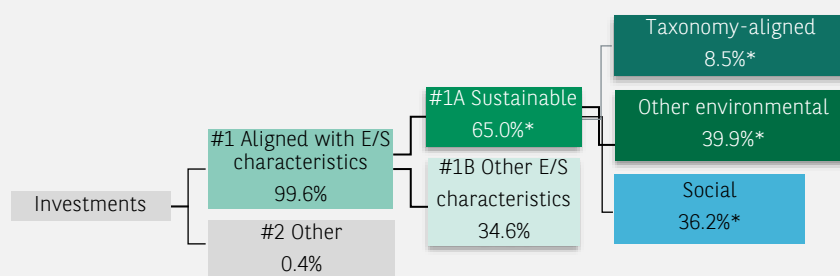 Investments
#1 Aligned with E/S
characteristics
99.6%
#2 Other
0.4%
#1A Sustainable
65.0%*
#1B Other E/S
characteristics
34.6%
Taxonomy-aligned
8.5%*
Other environmental
39.9%*
Social
36.2%*